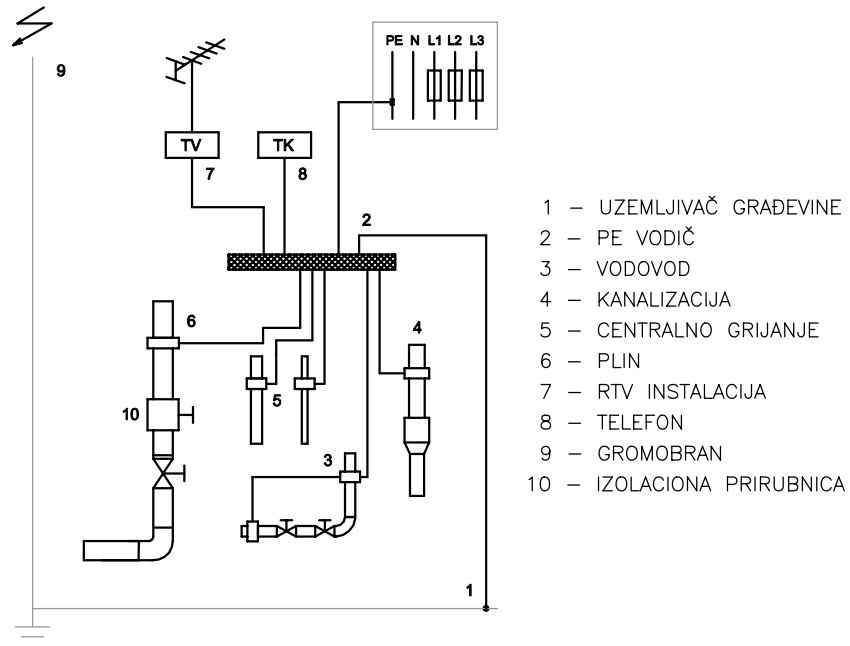 9
PE N L1 L2 L3
TV
TK
7
8
2
6
4
10
5
3
1
1 – UZEMLJIVAČ GRAĐEVINE
2 – PE VODIČ
3 – VODOVOD
4 – KANALIZACIJA
5 – CENTRALNO GRIJANJE
6 – PLIN
7 – RTV INSTALACIJA
8 – TELEFON
9 – GROMOBRAN
10 – IZOLACIONA PRIRUBNICA